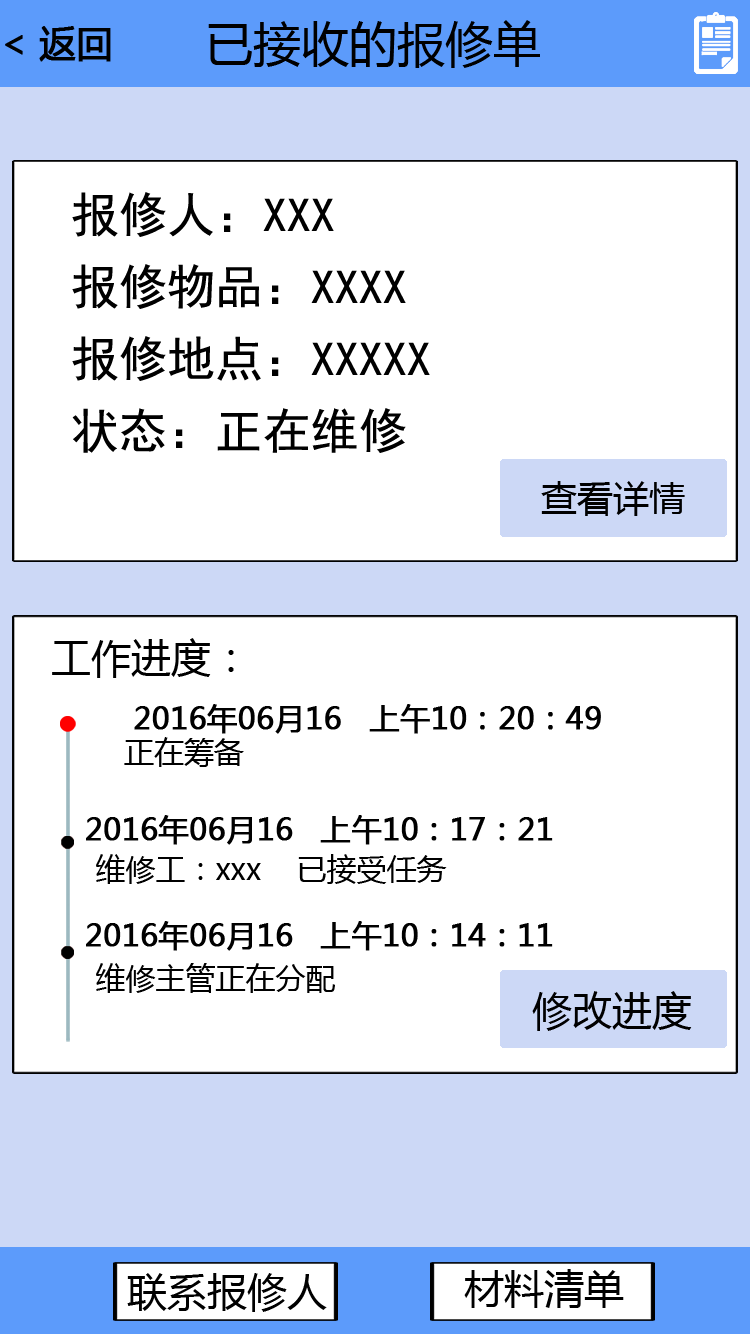 < 返回 已接收的报修单
报修人：XXX
报修物品：XXXX
报修地点：XXXXX
状态：正在维修
查看详情
工作进度：
2016年06月16 上午10：20：49
正在筹备
2016年06月16 上午10：17：21
维修工：xxx 已接受任务
2016年06月16 上午10：14：11
维修主管正在分配
修改进度
联系报修人 材料清单